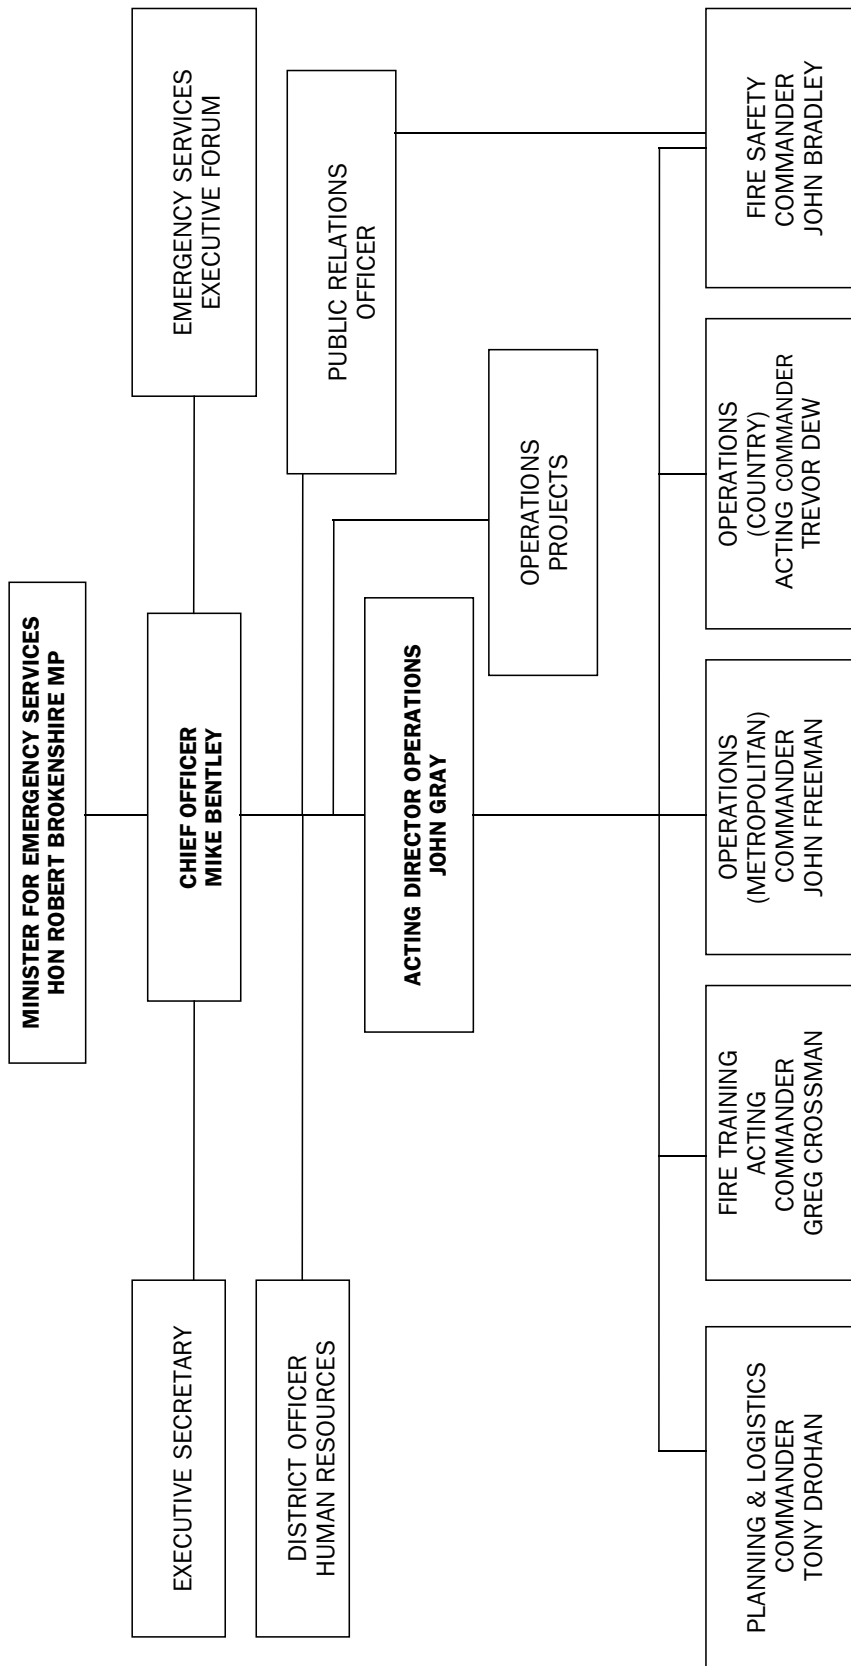 MINISTER FOR EMERGENCY SERVICES
HON ROBERT BROKENSHIRE MP
EXECUTIVE SECRETARY
CHIEF OFFICER
MIKE BENTLEY
EMERGENCY SERVICES
EXECUTIVE FORUM
DISTRICT OFFICER
HUMAN RESOURCES
PUBLIC RELATIONS
OFFICER
ACTING DIRECTOR OPERATIONS
JOHN GRAY
OPERATIONS
PROJECTS
PLANNING & LOGISTICS
COMMANDER
TONY DROHAN
FIRE TRAINING
ACTING
COMMANDER
GREG CROSSMAN
OPERATIONS
(METROPOLITAN)
COMMANDER
JOHN FREEMAN
OPERATIONS
(COUNTRY)
ACTING COMMANDER
TREVOR DEW
FIRE SAFETY
COMMANDER
JOHN BRADLEY